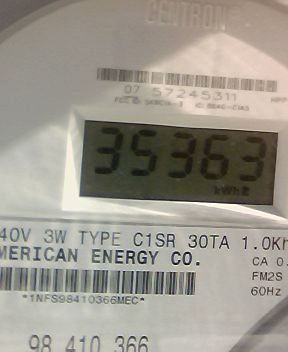 CENTRON
07 57245311
35363
kWh
40V 3W TYPE C1SR 30TA 1.0Kh
MERICAN ENERGY CO.
CA 0.
FM2S
60Hz
*1NFS98410366MEC*
98 410 366